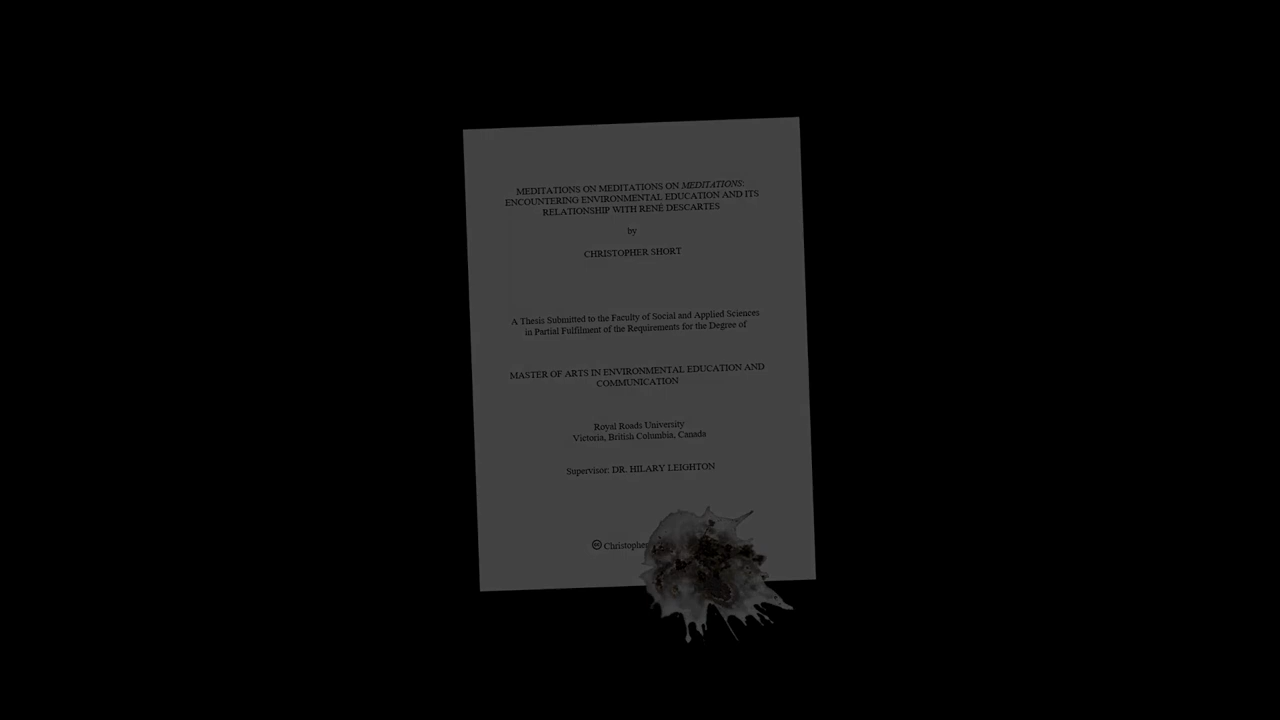 MEDITATIONS ON MEDITATIONS ON MEDITATIONS:
ENCOUNTERING ENVIRONMENTAL EDUCATION AND ITS
RELATIONSHIP WITH RENÉ DESCARTES
by
CHRISTOPHER SHORT
A Thesis Submitted to the Faculty of Social and Applied Sciences
in Partial Fulfilment of the Requirements for the Degree of
MASTER OF ARTS IN ENVIRONMENTAL EDUCATION AND
COMMUNICATION
Royal Roads University
Victoria, British Columbia, Canada
Supervisor: DR. HILARY LEIGHTON
cc Christopher